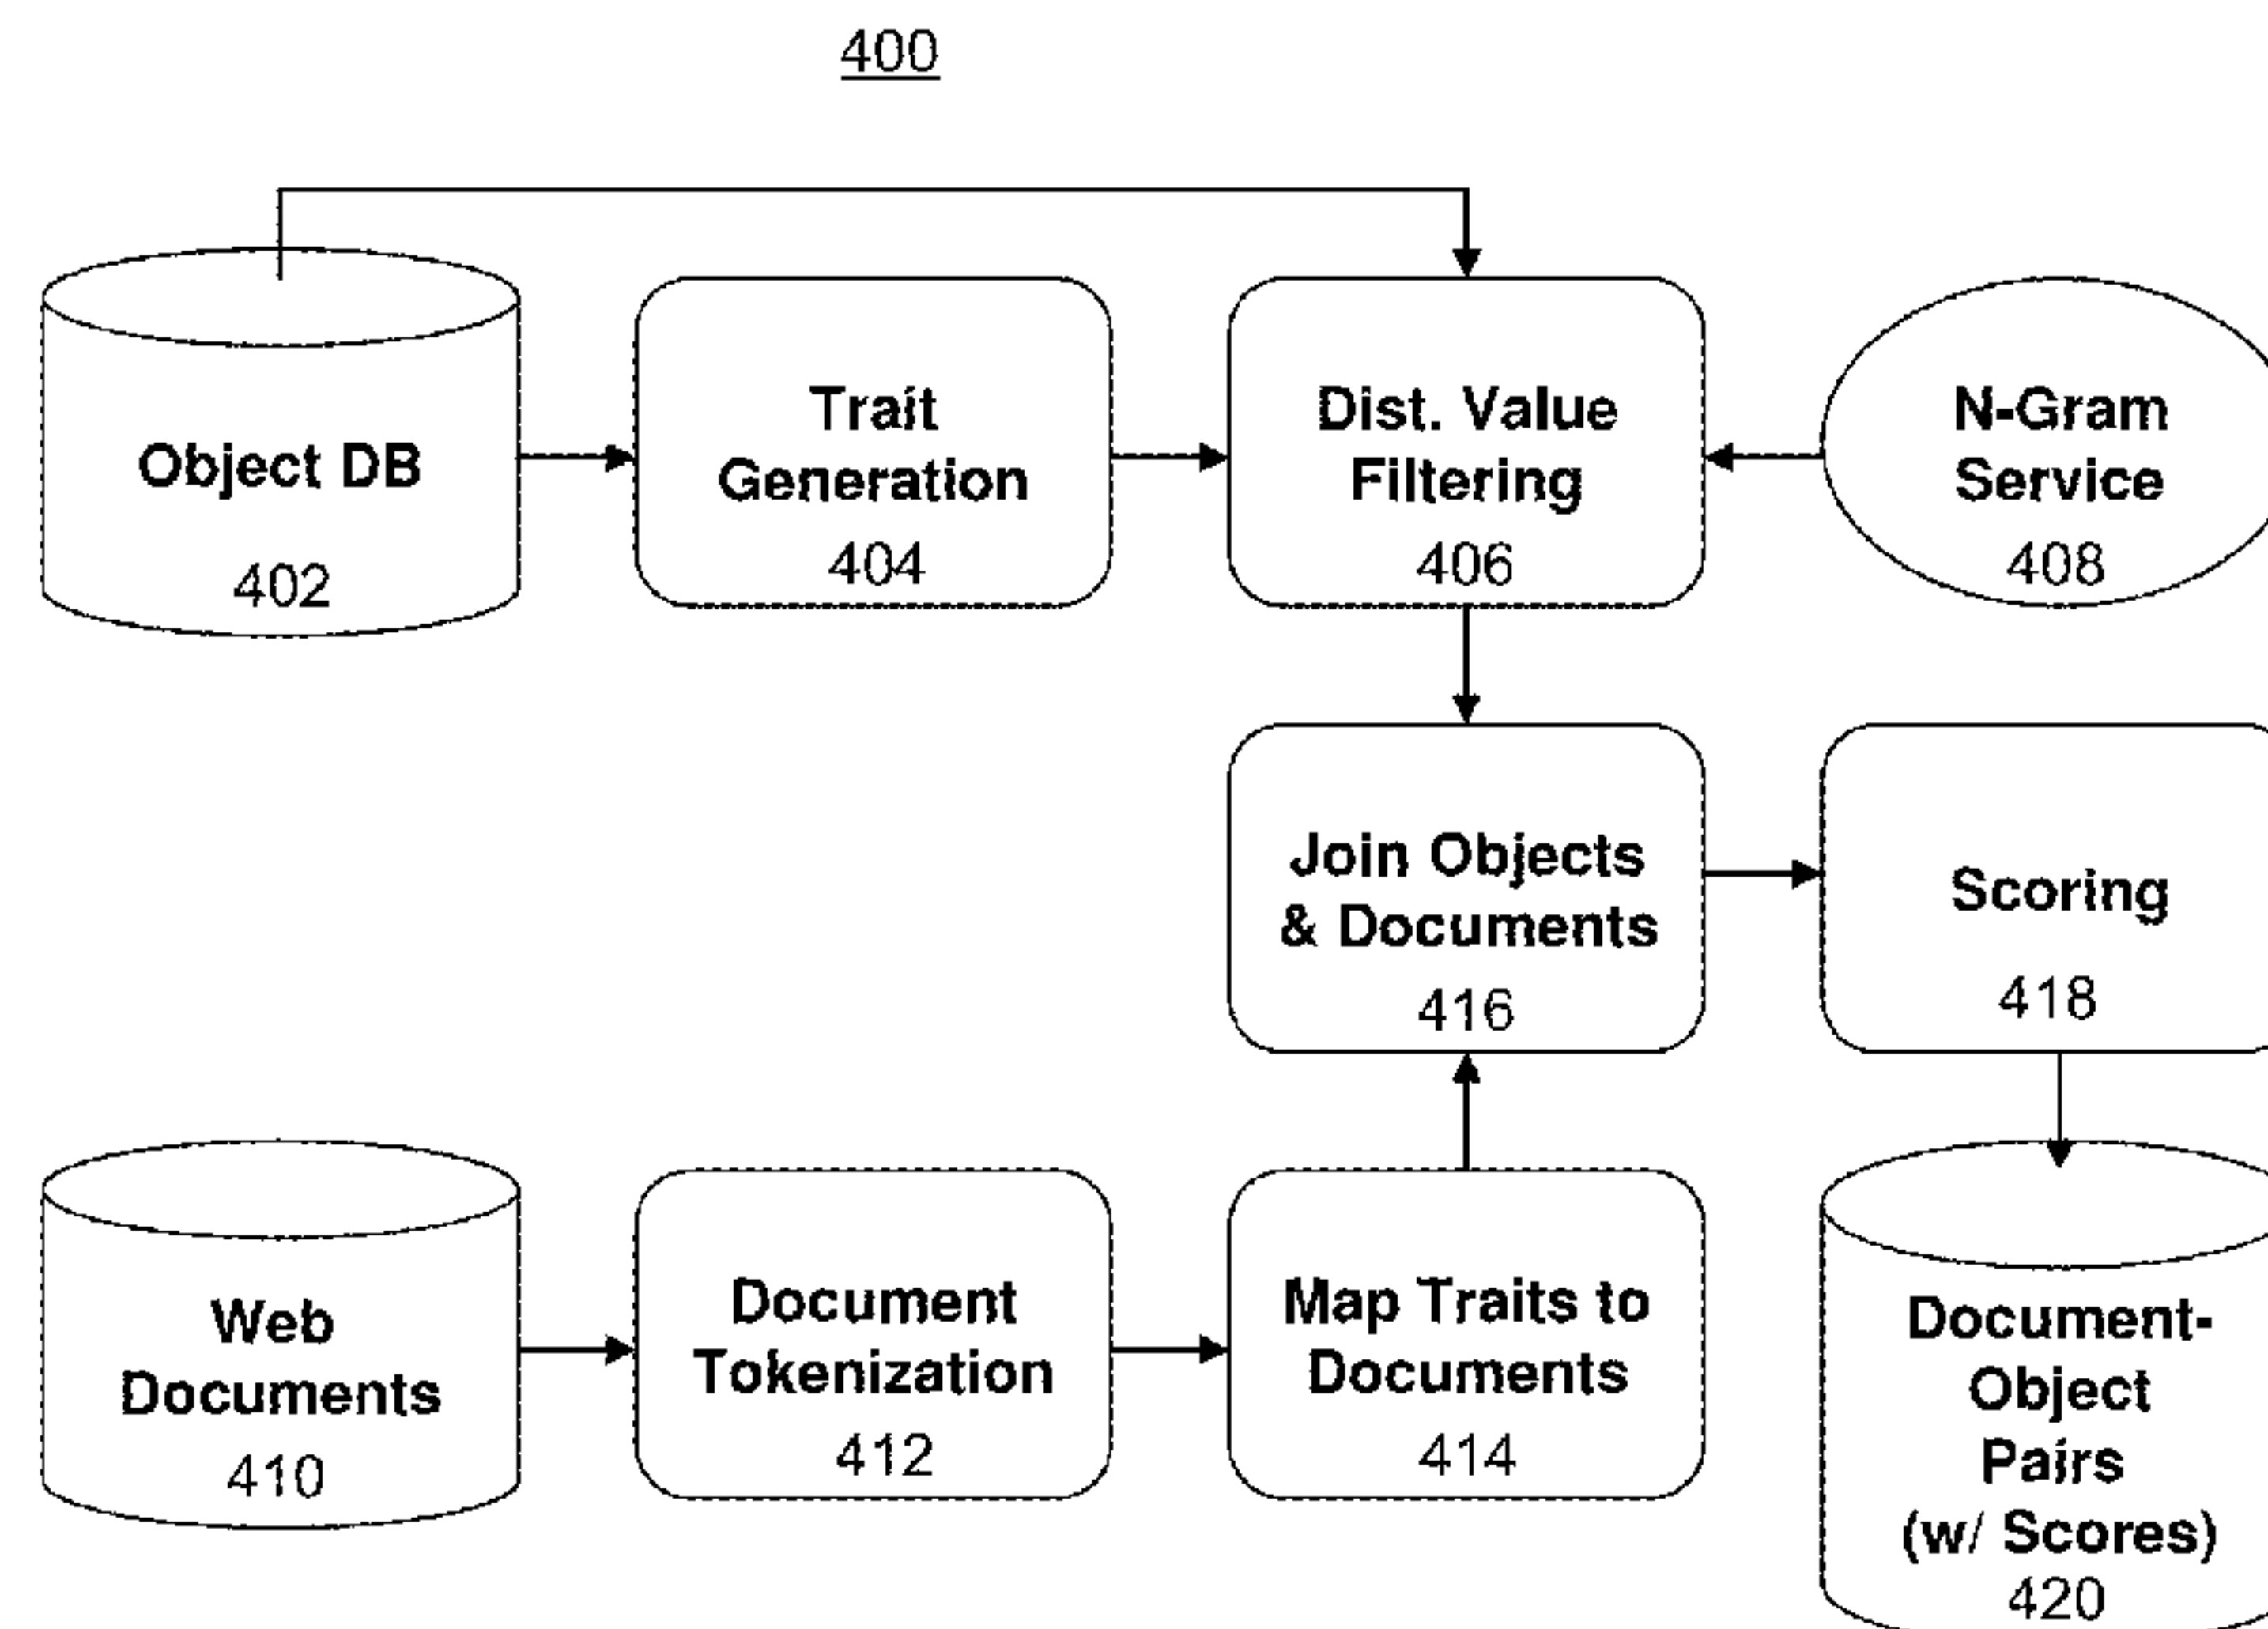 400
Object DB
402
Trait
Generation
404
Dist. Value
Filtering
406
N-Gram
Service
408
Join Objects
& Documents
416
Scoring
418
Web
Documents
410
Document
Tokenization
412
Map Traits to
Documents
414
Document-
Object
Pairs
(w/ Scores)
420